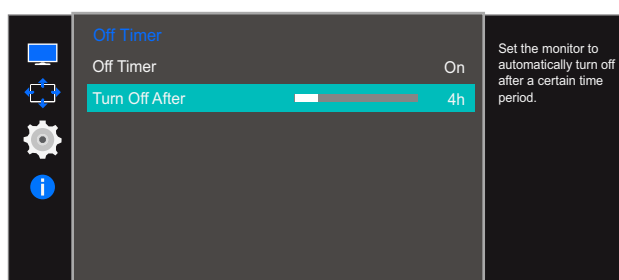 Off Timer
Off Timer On
Turn Off After 4h
Set the monitor to
automatically turn off
after a certain time
period.